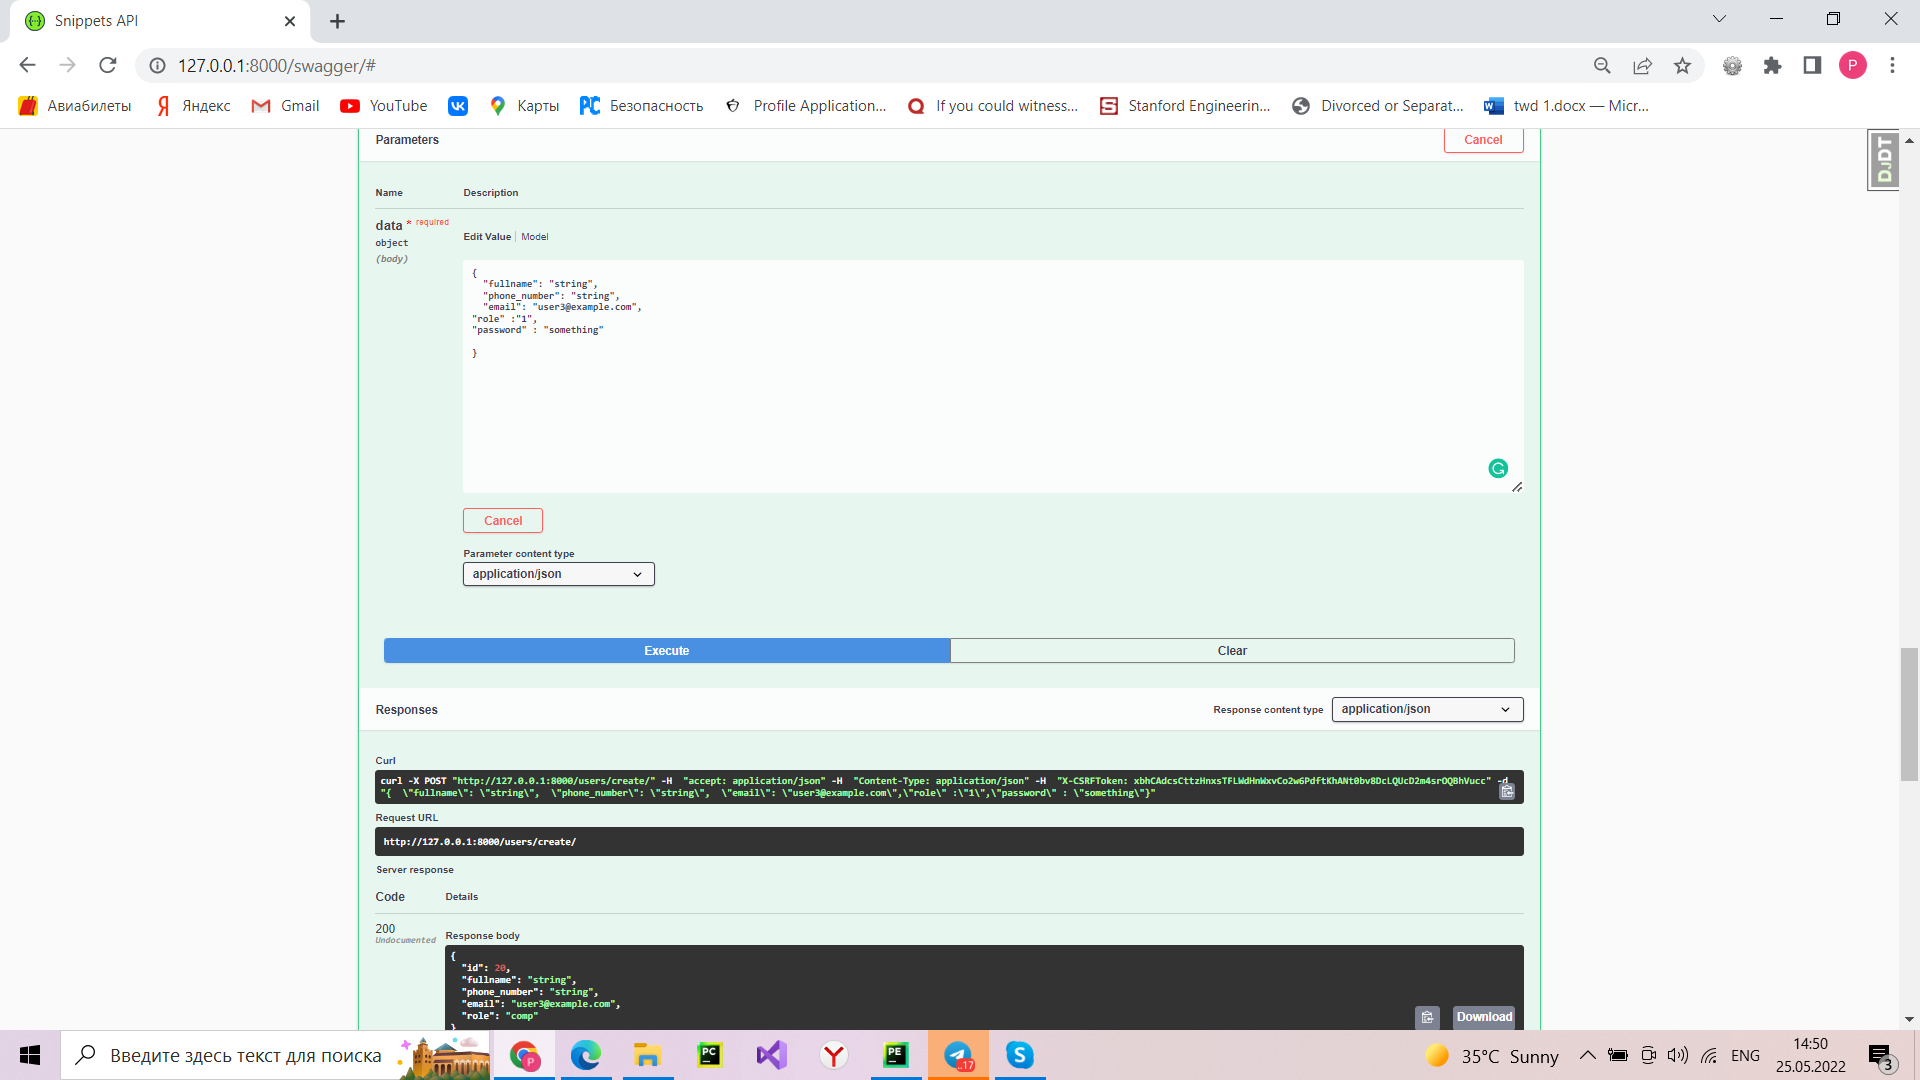 Snippets API
127.0.0.1:8000/swagger/#
P
Авиабилеты
Яндекс
Gmail
YouTube
Карты
Безопасность
Profile Application...
If you could witness...
Stanford Engineerin...
Divorced or Separat...
twd 1.docx — Micr...
Parameters
Cancel
DJDT
Name
Description
data * required
object
(body)
Edit Value | Model
{
"fullname": "string",
"phone_number": "string",
"email": "user3@example.com",
"role" :"1",
"password" : "something"
}
Cancel
Parameter content type
application/json
Execute
Clear
Responses
Response content type
application/json
Curl
curl -X POST "http://127.0.0.1:8000/users/create/" -H  "accept: application/json" -H  "Content-Type: application/json" -H  "X-CSRFToken: xbhCAdcsCttzHnxsTFLWdHnWxvCo2w6PdftKhANt0bv8DcLQUcD2m4srOQBhVucc" -d
"{  \"fullname\": \"string\",  \"phone_number\": \"string\",  \"email\": \"user3@example.com\",\"role\" :\"1\",\"password\" : \"something\"}"
Request URL
http://127.0.0.1:8000/users/create/
Server response
Code
Details
200
Undocumented
Response body
{
"id": 20,
"fullname": "string",
"phone_number": "string",
"email": "user3@example.com",
"role": "comp"
}
Download
Введите здесь текст для поиска
P
PC
PE
..17
35°C Sunny
ENG
14:50
25.05.2022
3